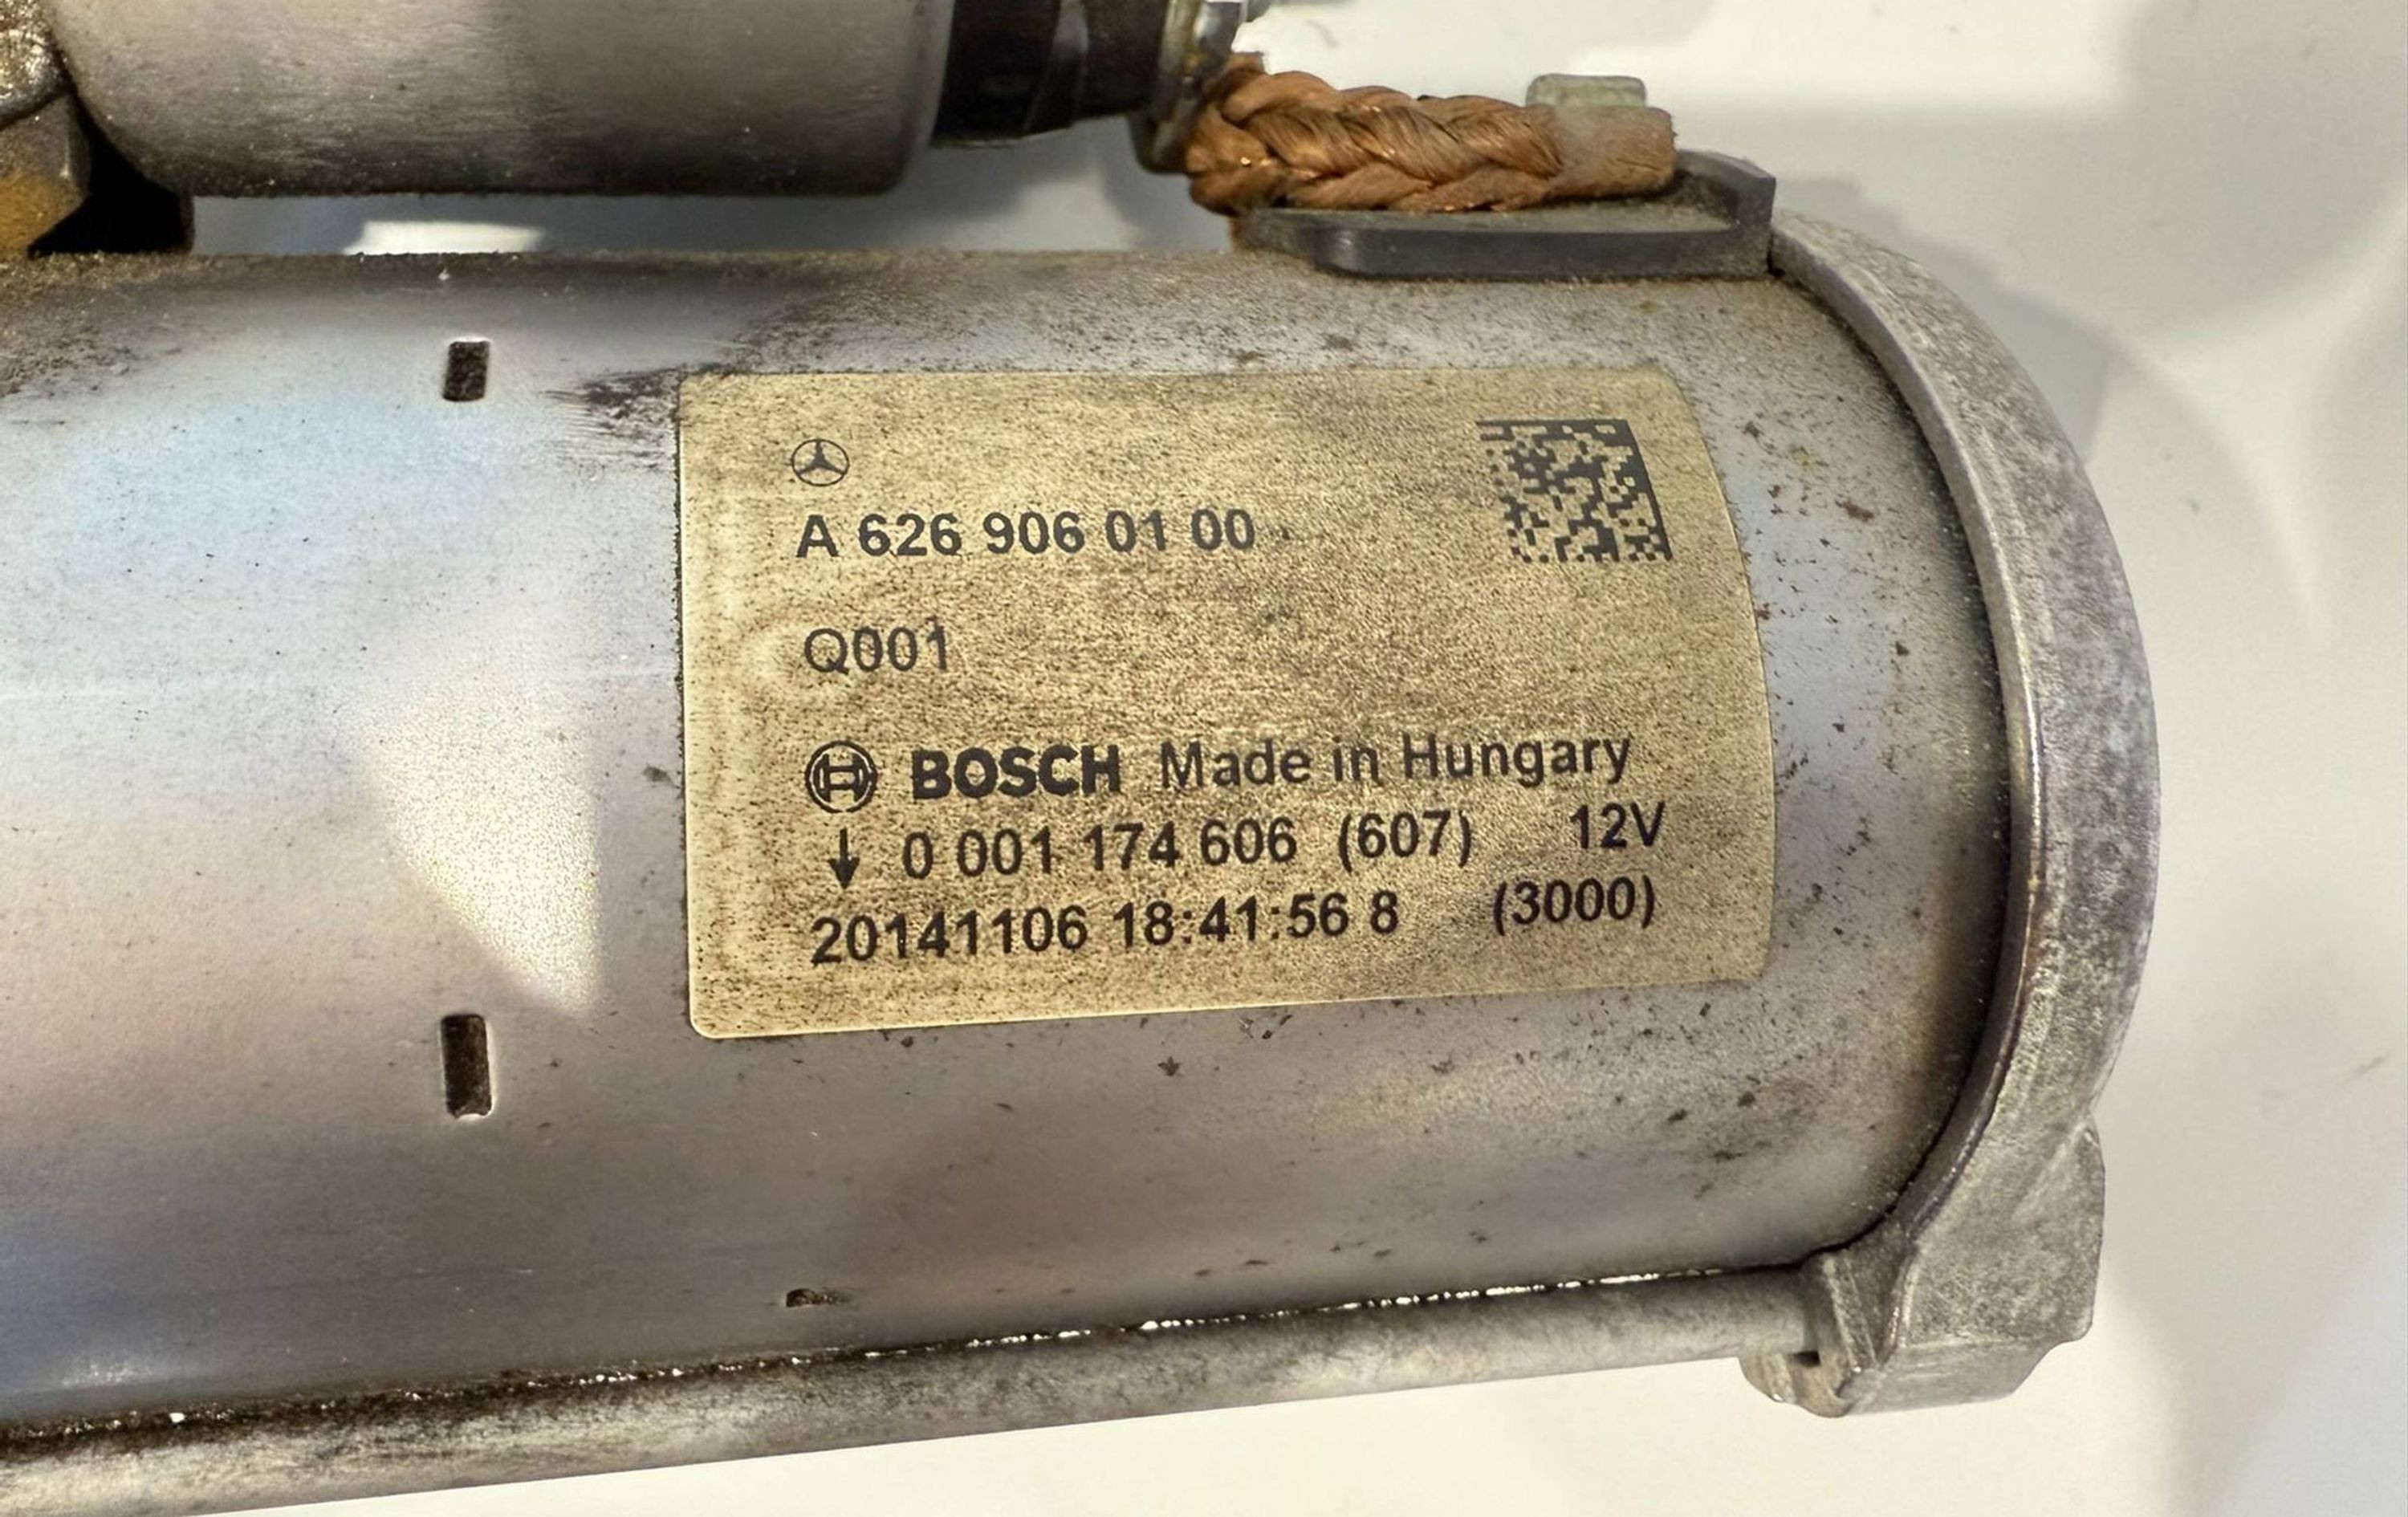 A 626 906 01 00
Q001
BOSCH Made in Hungary
↓ 0 001 174 606 (607) 12V
20141106 18:41:56 8 (3000)